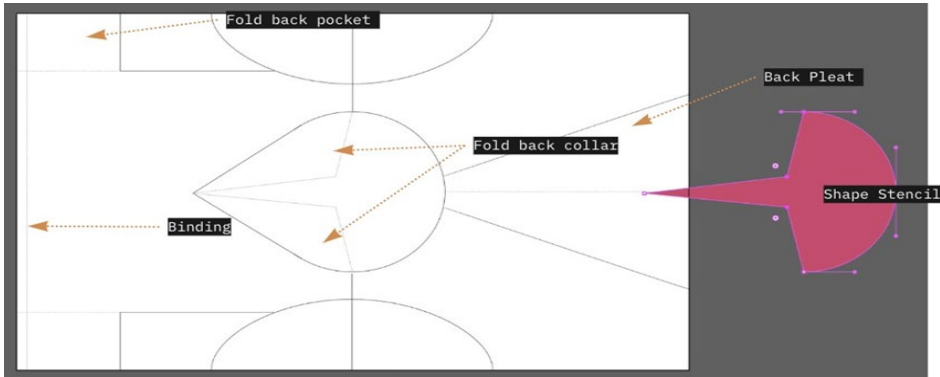 Fold back pocket
Back Pleat
Fold back collar
Shape Stencil
Binding